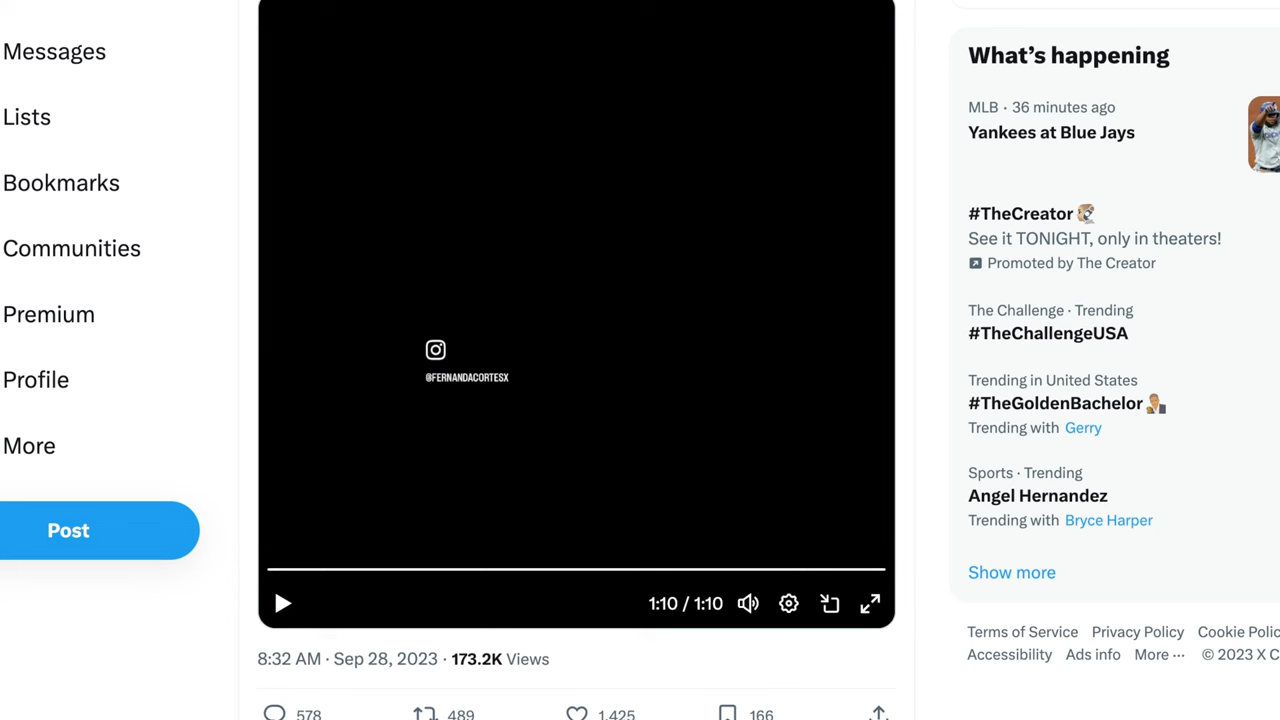 Messages
Lists
Bookmarks
Communities
Premium
Profile
More
Post
@FERNANDACORTESX
1:10 / 1:10
8:32 AM · Sep 28, 2023 · 173.2K Views
578 489 1,425 166
What's happening
MLB · 36 minutes ago
Yankees at Blue Jays
#TheCreator
See it TONIGHT, only in theaters!
Promoted by The Creator
The Challenge · Trending
#TheChallengeUSA
Trending in United States
#TheGoldenBachelor
Trending with Gerry
Sports · Trending
Angel Hernandez
Trending with Bryce Harper
Show more
Terms of Service Privacy Policy Cookie
Accessibility Ads info More ··· © 2023 X